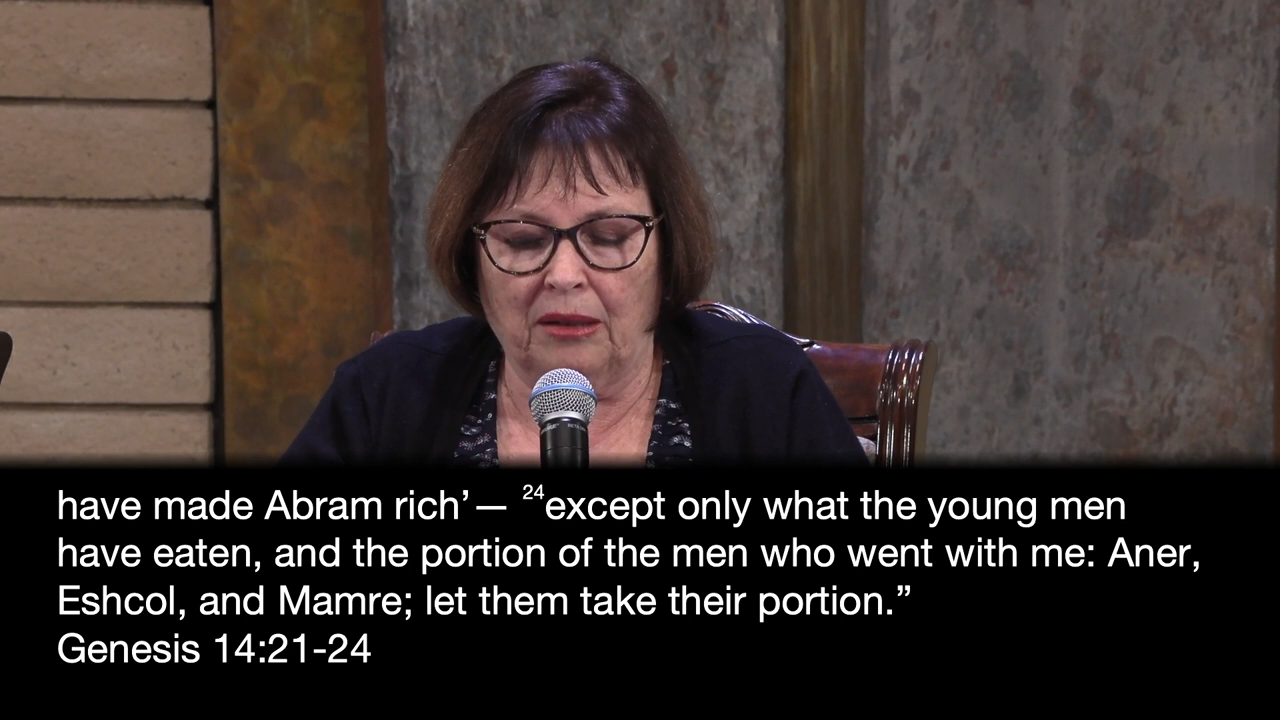 have made Abram rich’— ²⁴except only what the young men
have eaten, and the portion of the men who went with me: Aner,
Eshcol, and Mamre; let them take their portion.”
Genesis 14:21-24